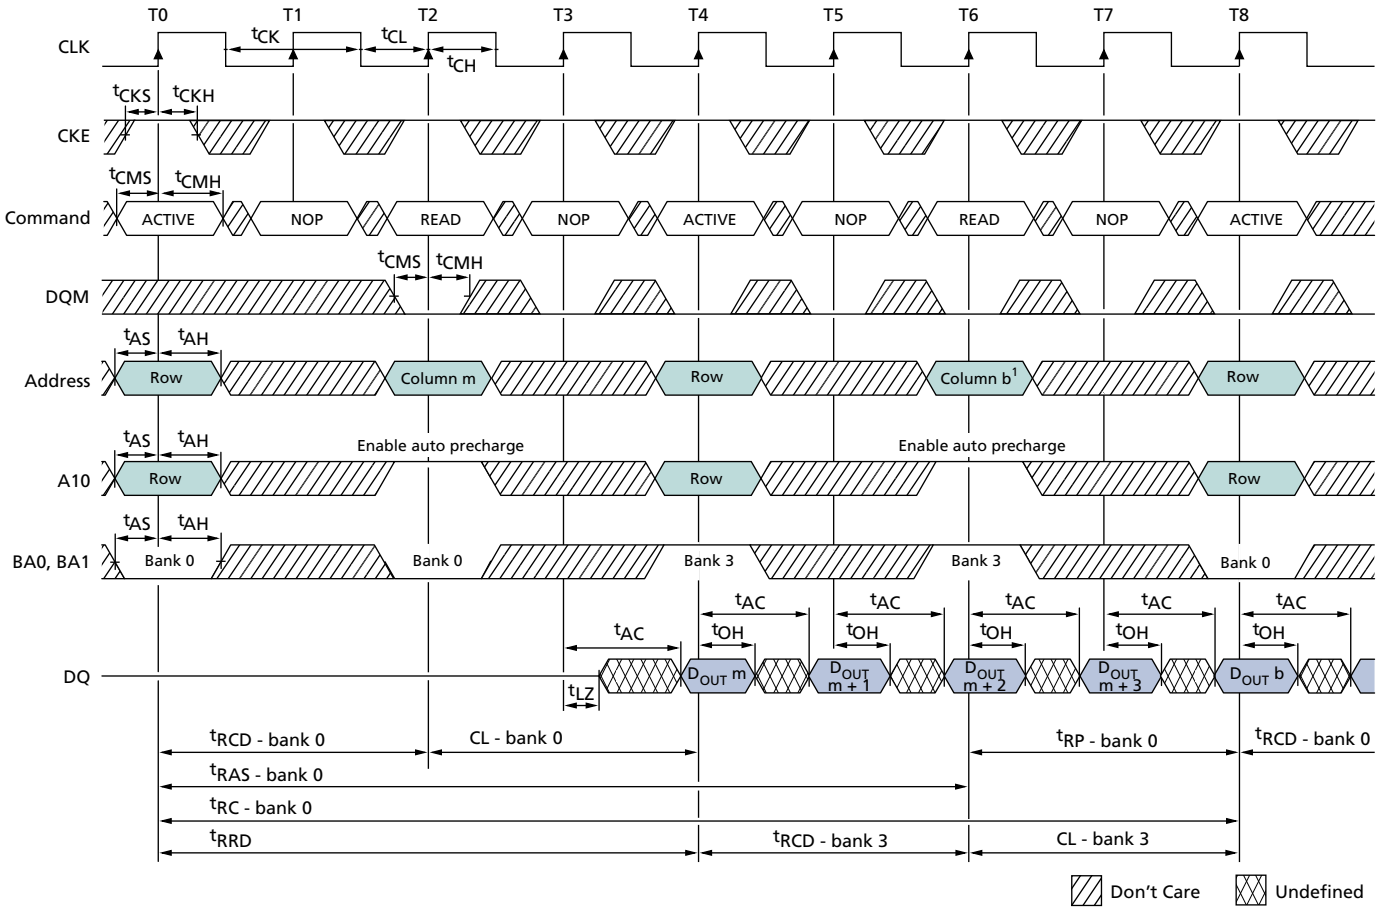 T0 T1 T2 T3 T4 T5 T6 T7 T8
CLK
tCK tCL
tCH
tCKS tCKH
CKE
tCMS tCMH
Command ACTIVE NOP READ NOP ACTIVE NOP READ NOP ACTIVE
tCMS tCMH
DQM
tAS tAH
Address Row Column m Row Column b1 Row
tAS tAH Enable auto precharge Enable auto precharge
A10 Row Row Row
tAS tAH
BA0, BA1 Bank 0 Bank 0 Bank 3 Bank 3 Bank 0
tAC tAC tAC tAC tAC
tAC tOH tOH tOH tOH tOH
DQ DOUT m DOUT m + 1 DOUT m + 2 DOUT m + 3 DOUT b
tLZ
tRCD - bank 0 CL - bank 0 tRP - bank 0 tRCD - bank 0
tRAS - bank 0
tRC - bank 0
tRRD tRCD - bank 3 CL - bank 3
Don't Care Undefined